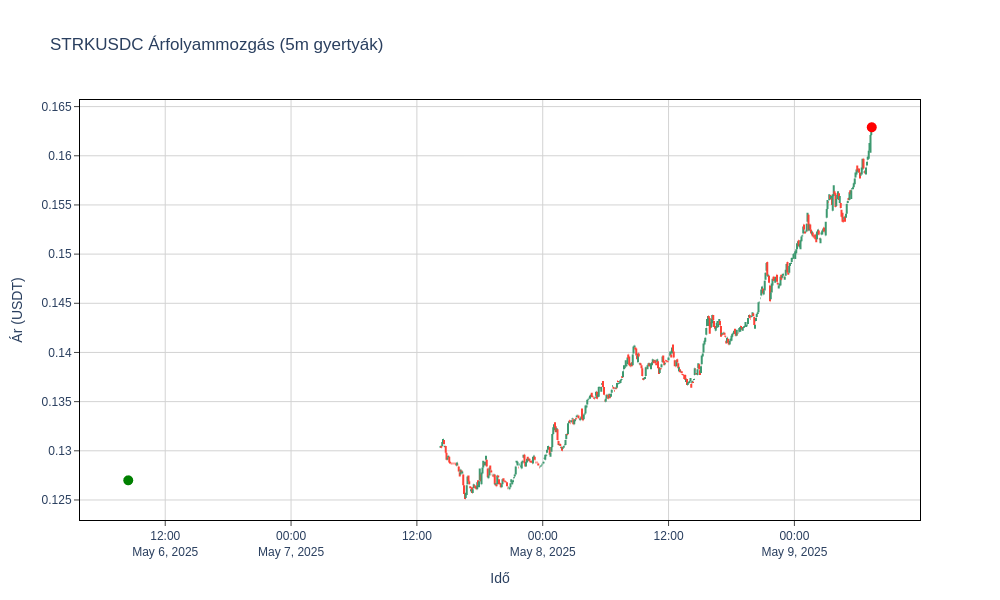 STRKUSDC Árfolyammozgás (5m gyertyák)
0.165
0.16
0.155
0.15
0.145
0.14
0.135
0.13
0.125
Ár (USDT)
12:00 00:00 12:00 00:00 12:00 00:00
May 6, 2025 May 7, 2025 May 8, 2025 May 9, 2025
Idő